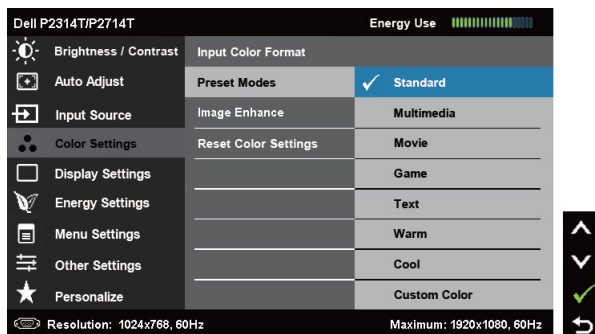 Dell P2314T/P2714T Energy Use
Brightness / Contrast Input Color Format
Auto Adjust Preset Modes Standard
Input Source Image Enhance Multimedia
Color Settings Reset Color Settings Movie
Display Settings Game
Energy Settings Text
Menu Settings Warm
Other Settings Cool
Personalize Custom Color
Resolution: 1024x768, 60Hz Maximum: 1920x1080, 60Hz